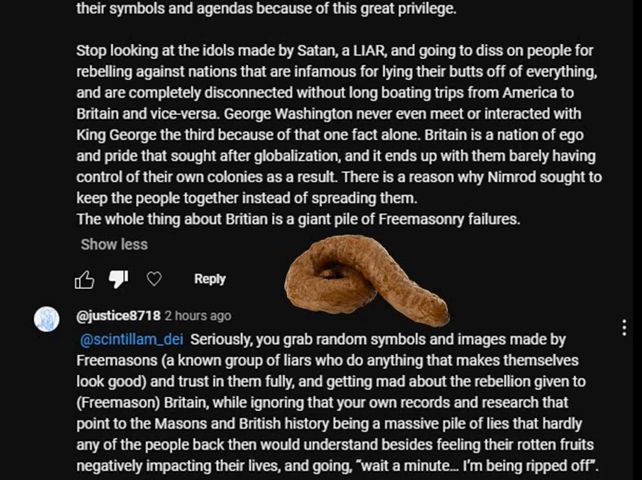 their symbols and agendas because of this great privilege.
Stop looking at the idols made by Satan, a LIAR, and going to diss on people for
rebelling against nations that are infamous for lying their butts off of everything,
and are completely disconnected without long boating trips from America to
Britain and vice-versa. George Washington never even meet or interacted with
King George the third because of that one fact alone. Britain is a nation of ego
and pride that sought after globalization, and it ends up with them barely having
control of their own colonies as a result. There is a reason why Nimrod sought to
keep the people together instead of spreading them.
The whole thing about Britian is a giant pile of Freemasonry failures.
Show less
Reply
@justice8718 2 hours ago
@scintillam_dei Seriously, you grab random symbols and images made by
Freemasons (a known group of liars who do anything that makes themselves
look good) and trust in them fully, and getting mad about the rebellion given to
(Freemason) Britain, while ignoring that your own records and research that
point to the Masons and British history being a massive pile of lies that hardly
any of the people back then would understand besides feeling their rotten fruits
negatively impacting their lives, and going, “wait a minute... I’m being ripped off”.